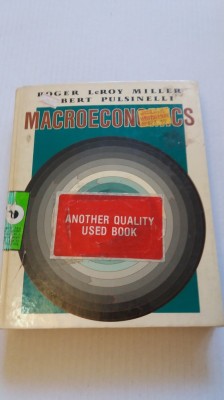 ROGER LeROY MILLER
BERT PULSINELLI
MACROECONOMICS
ANOTHER QUALITY
USED BOOK